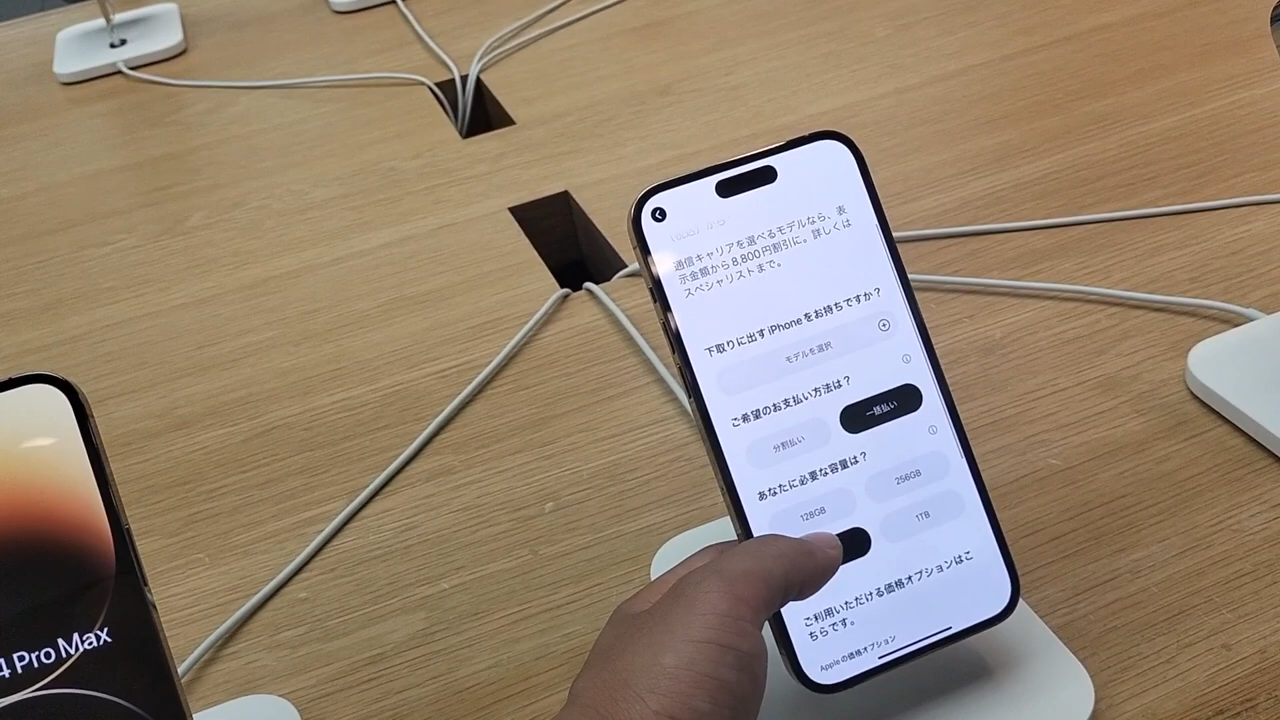 通信キャリアを選べるモデルなら、表
示金額から8,800円割引に。詳しくは
スペシャリストまで。
下取りに出すiPhoneをお持ちですか？
モデルを選択
ご希望のお支払い方法は？
分割払い
一括払い
あなたに必要な容量は？
128GB
256GB
1TB
ご利用いただける価格オプションはこ
ちらです。
Appleの価格オプション
4 Pro Max